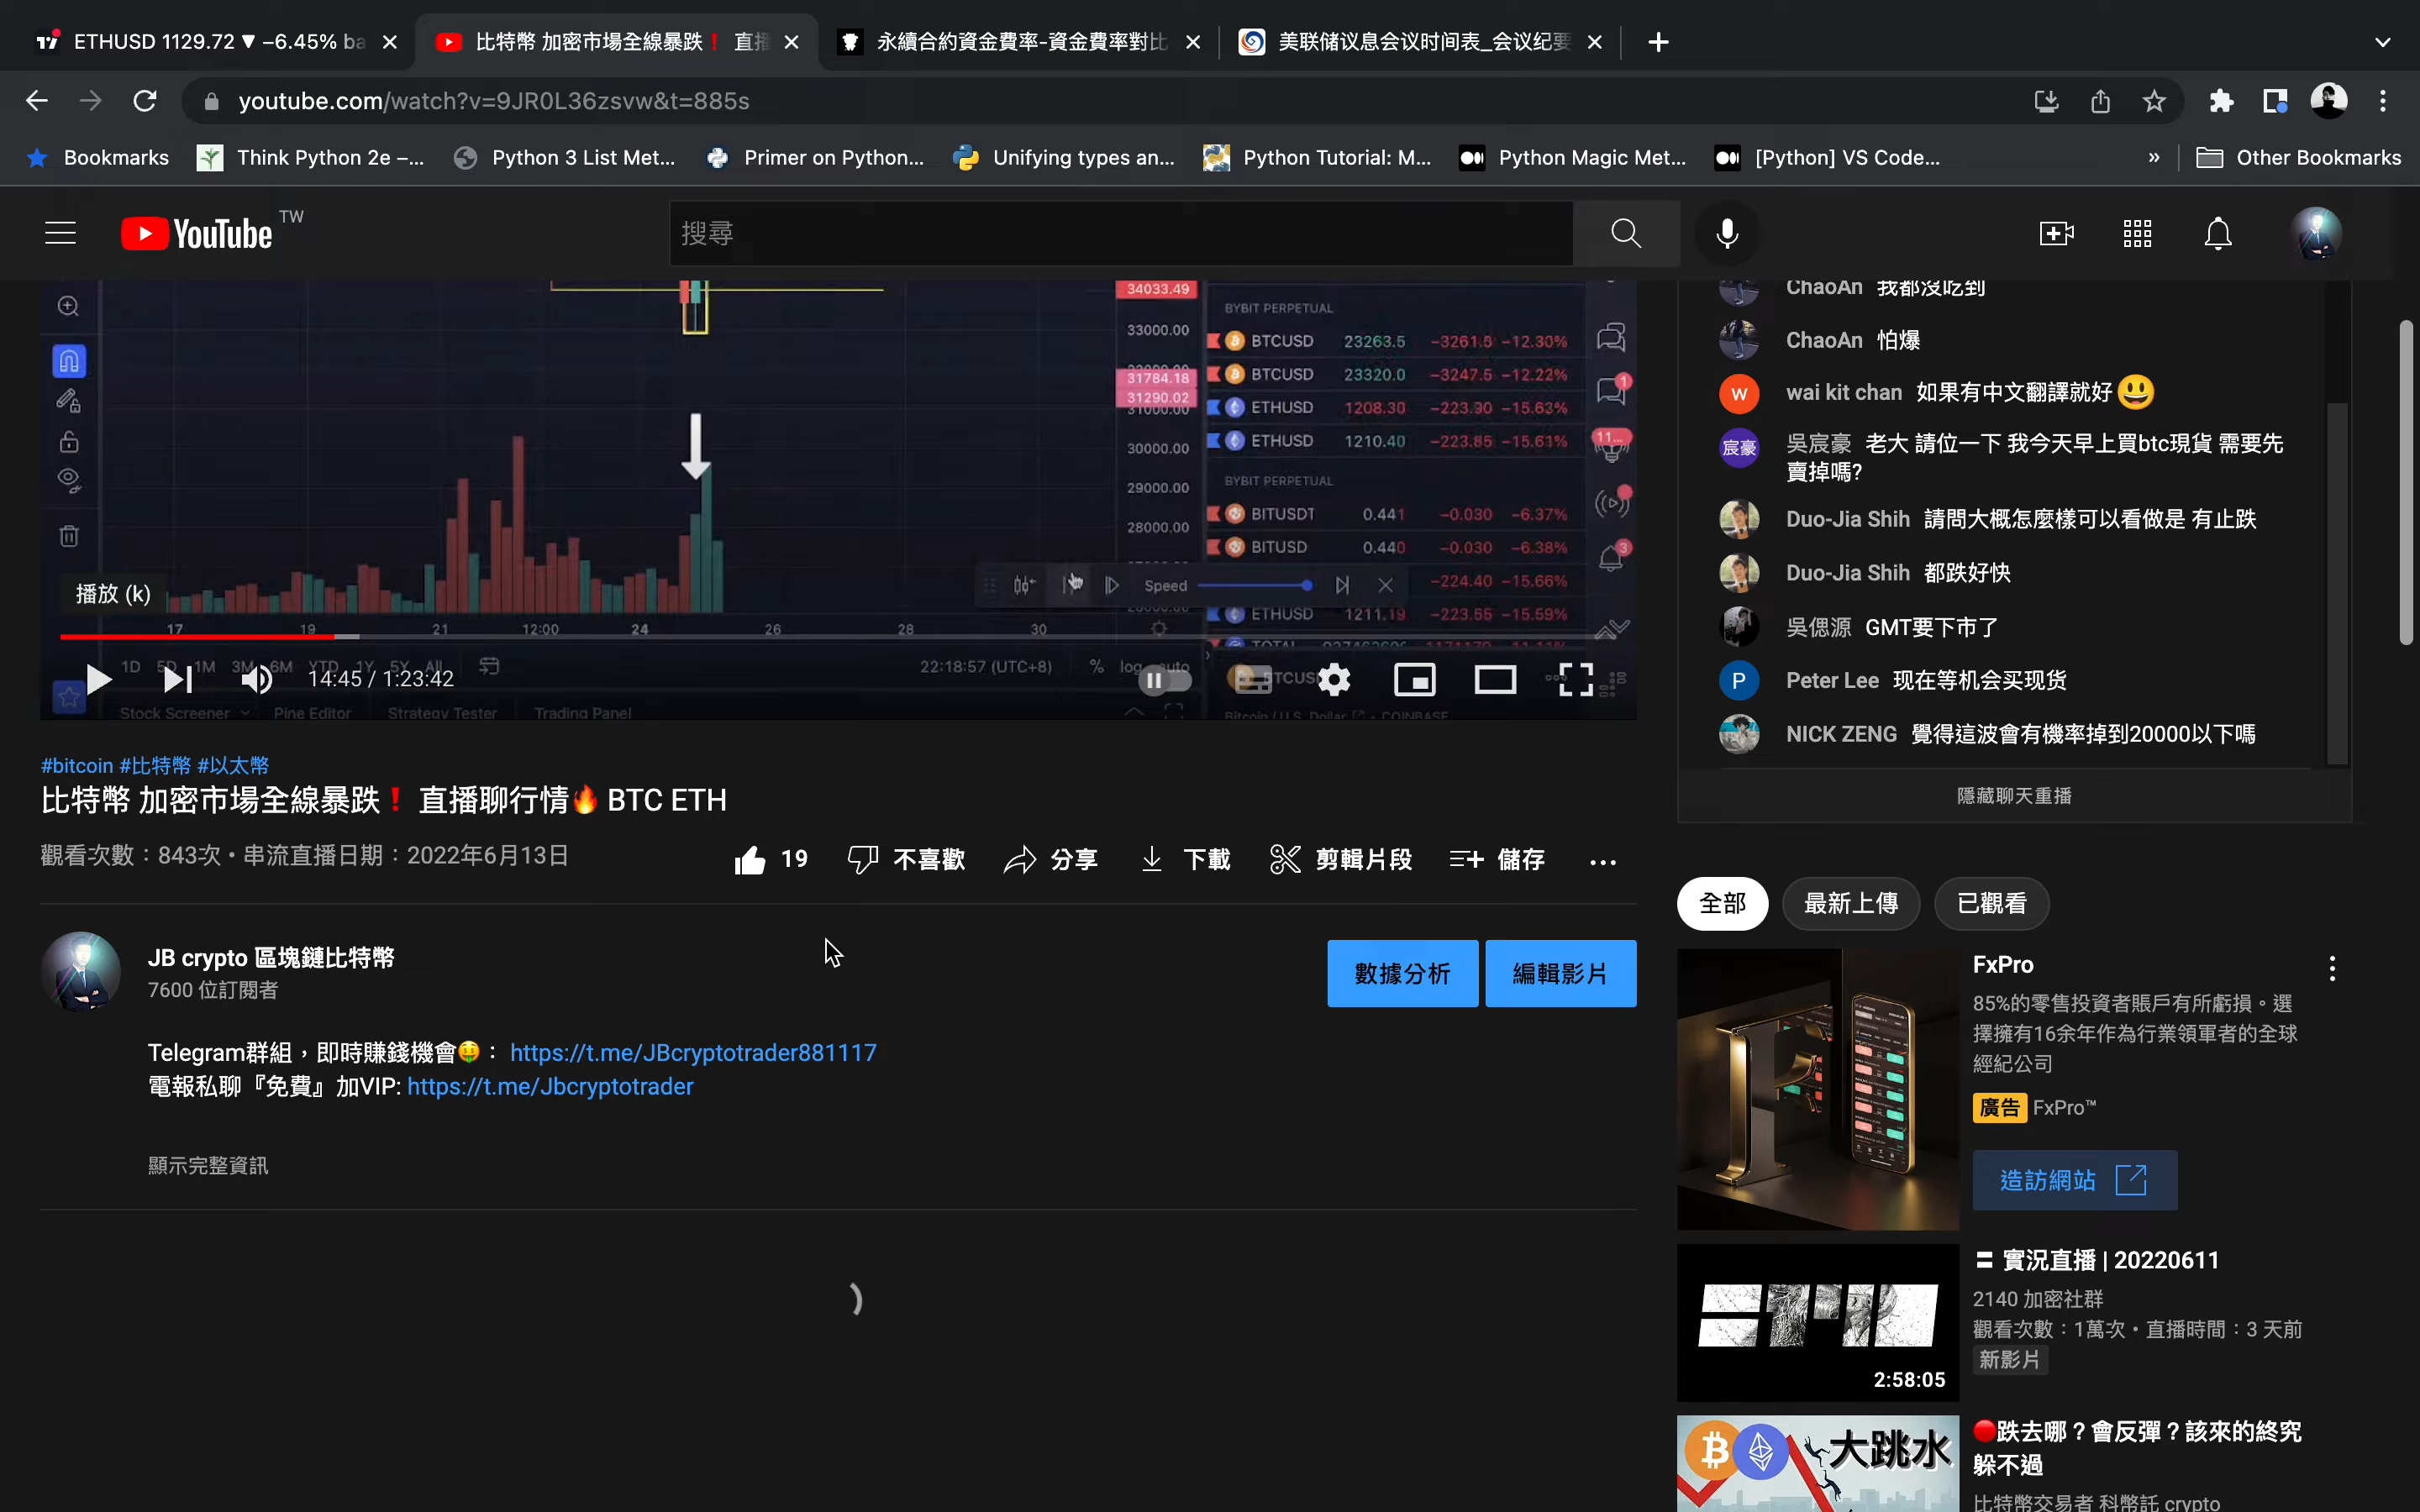 ETHUSD 1129.72 ▼ −6.45% ba
比特幣 加密市場全線暴跌❗ 直播
永續合約資金費率-資金費率對比
美联储议息会议时间表_会议纪要
youtube.com/watch?v=9JR0L36zsvw&t=885s
Bookmarks
Think Python 2e –...
Python 3 List Met...
Primer on Python...
Unifying types an...
Python Tutorial: M...
Python Magic Met...
[Python] VS Code...
»
Other Bookmarks
YouTube TW
搜尋
34033.49
33000.00
31784.18
31290.02
31000.00
30000.00
29000.00
28000.00
BYBIT PERPETUAL
BTCUSD 23263.5 −3261.5 −12.30%
BTCUSD 23320.0 −3247.5 −12.22%
ETHUSD 1208.30 −223.90 −15.63%
ETHUSD 1210.40 −223.85 −15.61%
BYBIT PERPETUAL
BITUSDT 0.441 −0.030 −6.37%
BITUSD 0.440 −0.030 −6.38%
−224.40 −15.66%
ETHUSD 1211.19 −223.55 −15.59%
Speed
播放 (k)
17 19 21 12:00 24 26 28 30
1D 5D 1M 3M 6M YTD 1Y 5Y All
22:18:57 (UTC+8) % log auto
14:45 / 1:23:42
Stock Screener Pine Editor Strategy Tester Trading Panel
Bitcoin / U.S. Dollar COINBASE
ChaoAn 我都沒吃到
ChaoAn 怕爆
wai kit chan 如果有中文翻譯就好😃
吳宸豪 老大 請位一下 我今天早上買btc現貨 需要先
賣掉嗎?
Duo-Jia Shih 請問大概怎麼樣可以看做是 有止跌
Duo-Jia Shih 都跌好快
吳偲源 GMT要下市了
Peter Lee 现在等机会买现货
NICK ZENG 覺得這波會有機率掉到20000以下嗎
隱藏聊天重播
#bitcoin #比特幣 #以太幣
比特幣 加密市場全線暴跌❗ 直播聊行情🔥 BTC ETH
觀看次數：843次 • 串流直播日期：2022年6月13日
19 不喜歡 分享 下載 剪輯片段 儲存
JB crypto 區塊鏈比特幣
7600 位訂閱者
數據分析
編輯影片
Telegram群組，即時賺錢機會🤑： https://t.me/JBcryptotrader881117
電報私聊『免費』加VIP: https://t.me/Jbcryptotrader
顯示完整資訊
全部 最新上傳 已觀看
FxPro
85%的零售投資者賬戶有所虧損。選
擇擁有16余年作為行業領軍者的全球
經紀公司
廣告 FxPro™
造訪網站
〓 實況直播 | 20220611
2140 加密社群
觀看次數：1萬次 • 直播時間：3 天前
新影片
2:58:05
大跳水
🔴跌去哪？會反彈？該來的終究
躲不過
比特幣交易者 科幣託 crypto